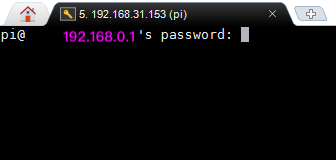 5. 192.168.31.153 (pi)
pi@ 192.168.0.1's password: